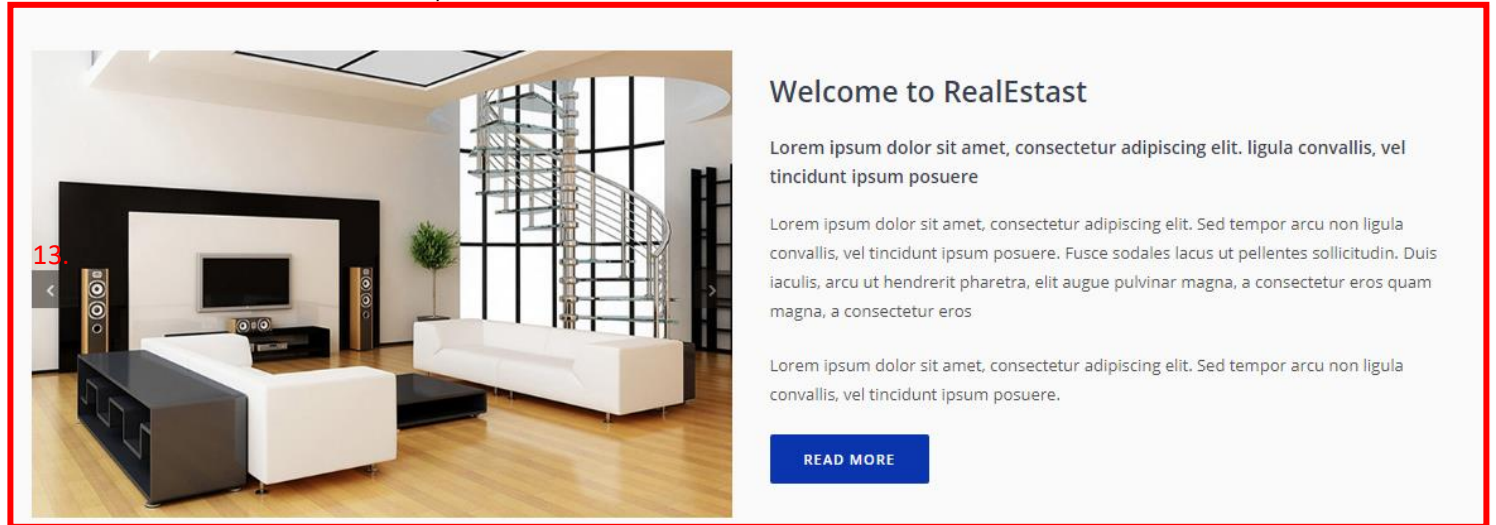 13.
Welcome to RealEstast
Lorem ipsum dolor sit amet, consectetur adipiscing elit. ligula convallis, vel
tincidunt ipsum posuere
Lorem ipsum dolor sit amet, consectetur adipiscing elit. Sed tempor arcu non ligula
convallis, vel tincidunt ipsum posuere. Fusce sodales lacus ut pellentes sollicitudin. Duis
iaculis, arcu ut hendrerit pharetra, elit augue pulvinar magna, a consectetur eros quam
magna, a consectetur eros
Lorem ipsum dolor sit amet, consectetur adipiscing elit. Sed tempor arcu non ligula
convallis, vel tincidunt ipsum posuere.
READ MORE